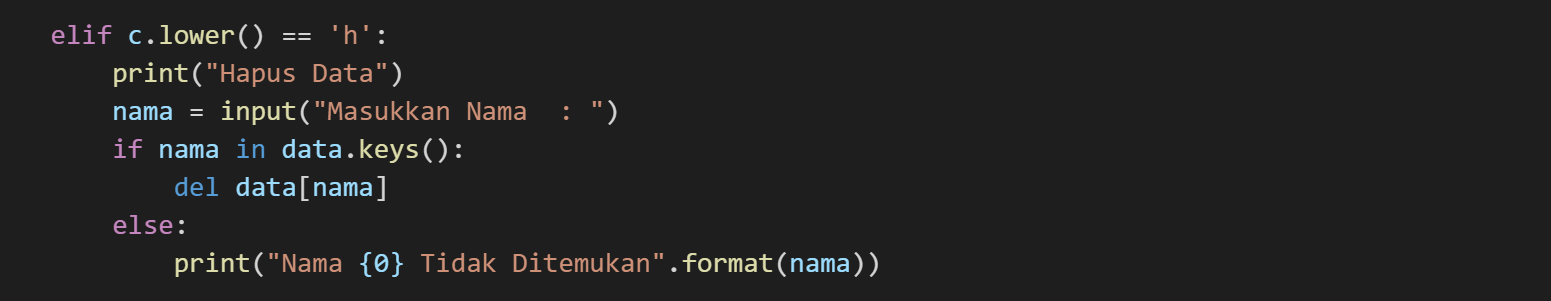 elif c.lower() == 'h':
    print("Hapus Data")
    nama = input("Masukkan Nama  : ")
    if nama in data.keys():
        del data[nama]
    else:
        print("Nama {0} Tidak Ditemukan".format(nama))